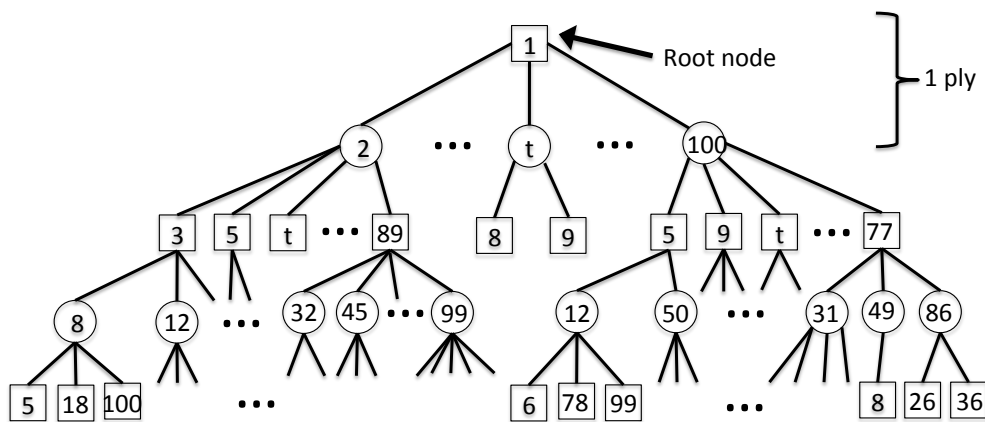 1
Root node
1 ply
2 ... t ... 100
3 5 t ... 89 8 9 5 9 t ... 77
8 12 ... 32 45 ... 99 12 50 ... 31 49 86
5 18 100 ... 6 78 99 ... 8 26 36